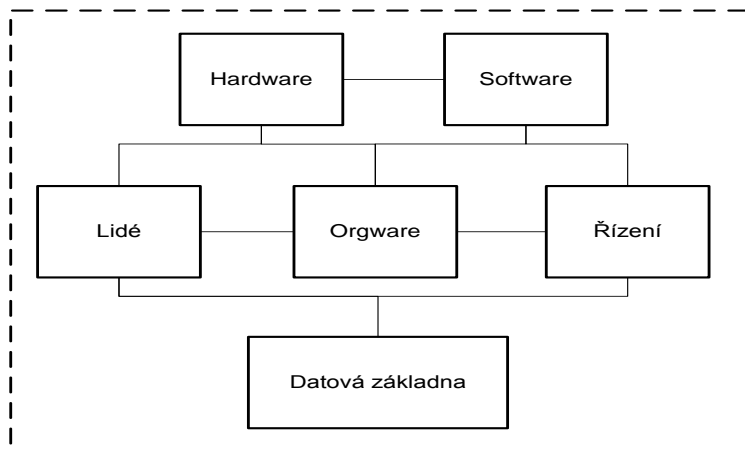 Hardware
Software
Lidé
Orgware
Řízení
Datová základna